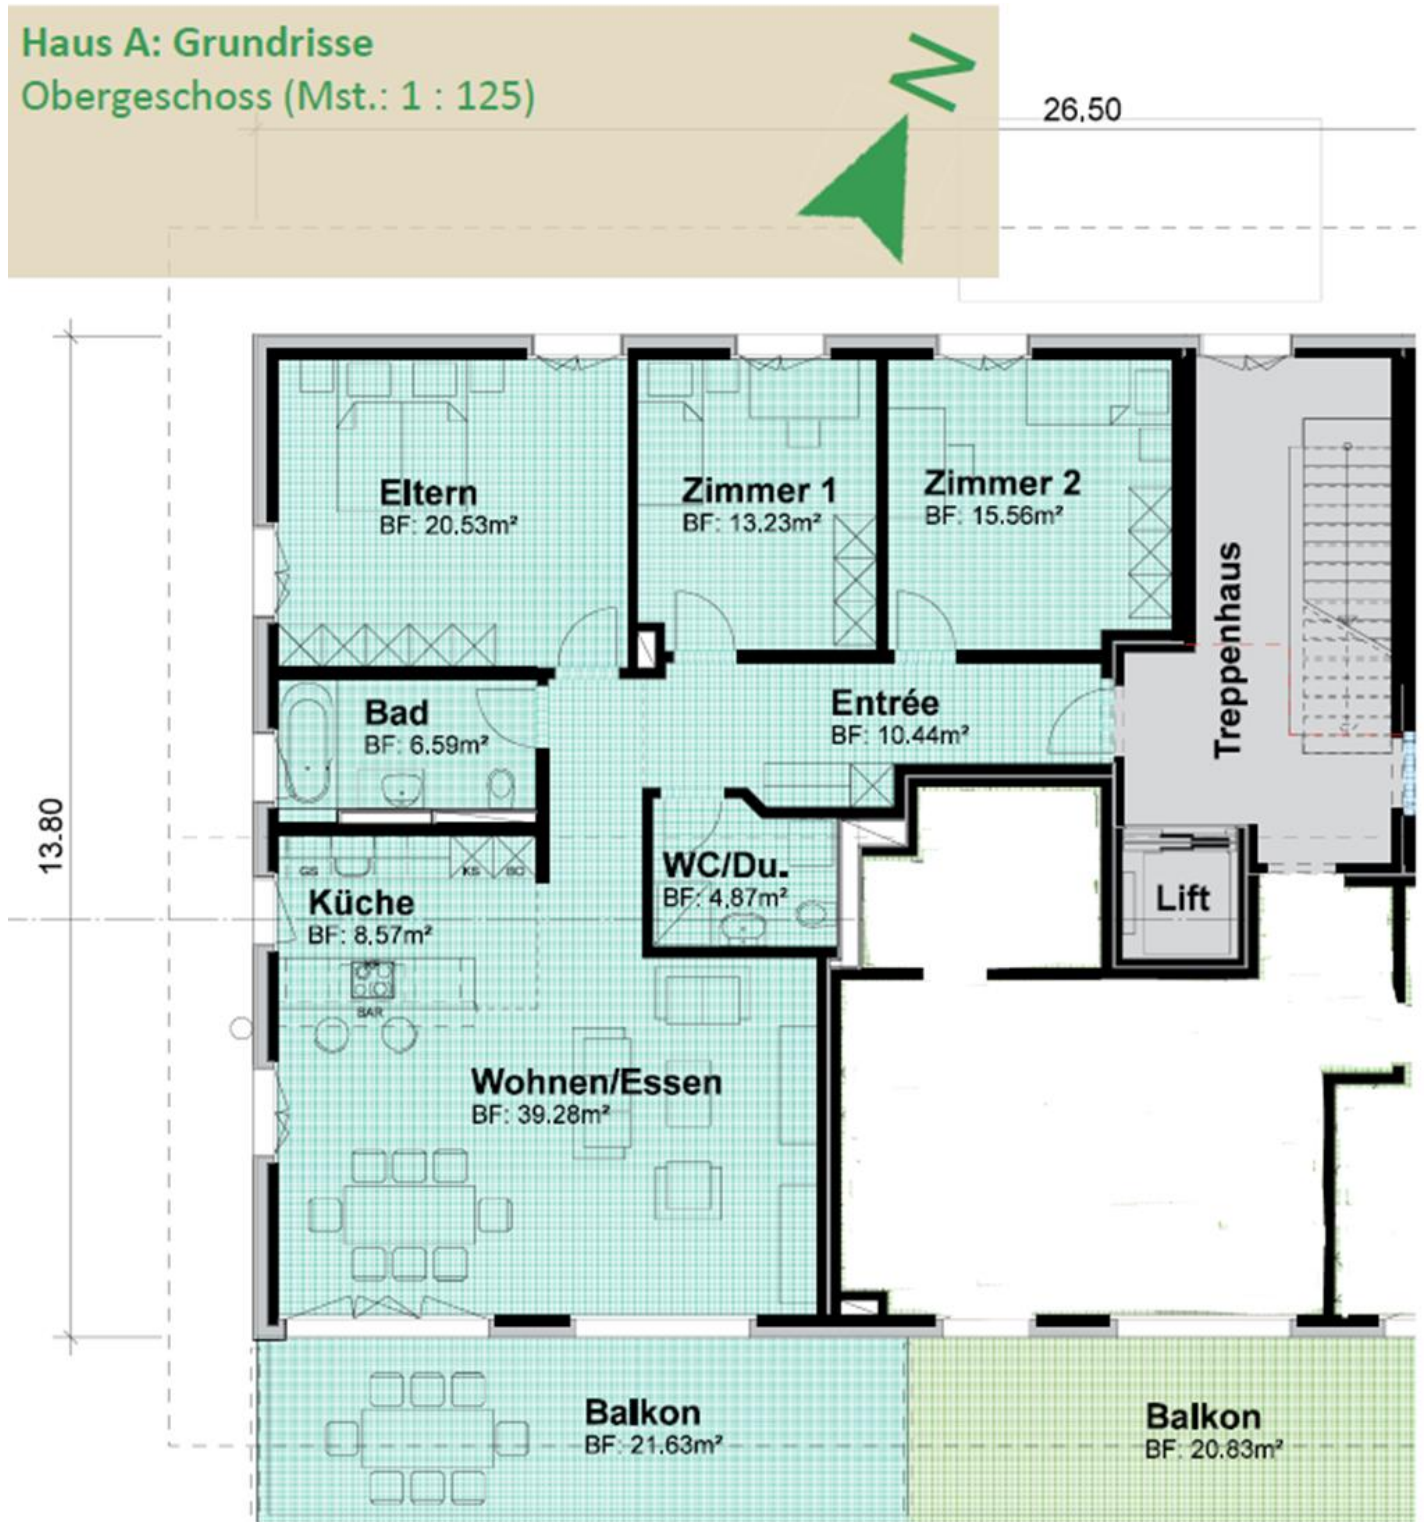 Haus A: Grundrisse
Obergeschoss (Mst.: 1 : 125)
N
26.50
13.80
Eltern
BF: 20.53m²
Zimmer 1
BF: 13.23m²
Zimmer 2
BF: 15.56m²
Treppenhaus
Bad
BF: 6.59m²
Entrée
BF: 10.44m²
WC/Du.
BF: 4.87m²
Lift
GS
KS
BO
Küche
BF: 8.57m²
BAR
Wohnen/Essen
BF: 39.28m²
Balkon
BF: 21.63m²
Balkon
BF: 20.83m²